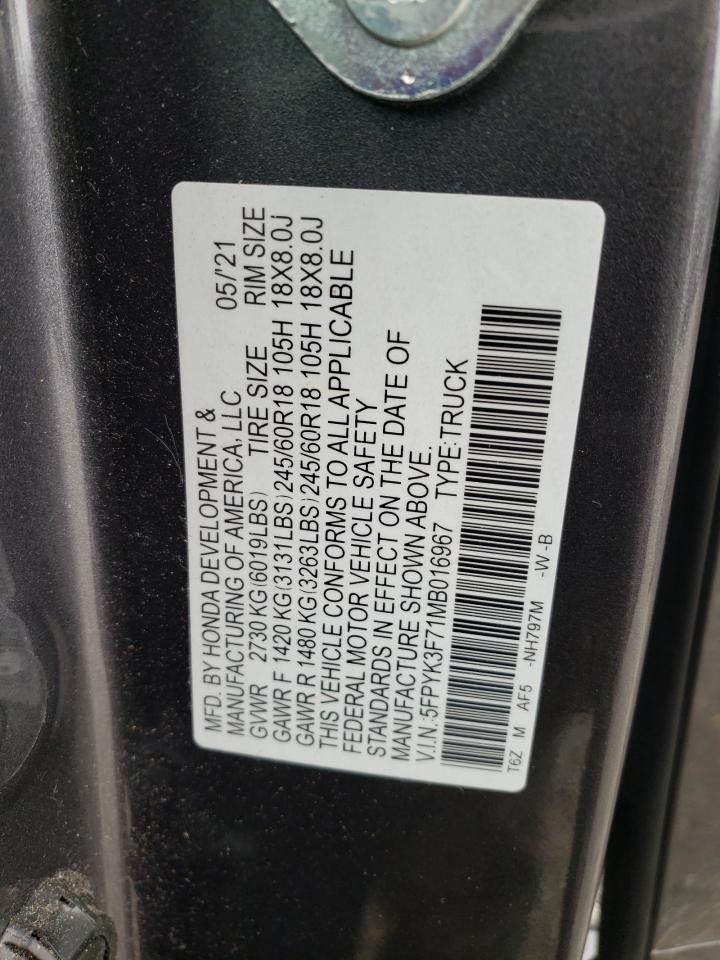 MFD. BY HONDA DEVELOPMENT &
MANUFACTURING OF AMERICA, LLC 05/'21
GVWR 2730 KG(6019LBS) TIRE SIZE RIM SIZE
GAWR F 1420 KG(3131LBS) 245/60R18 105H 18X8.0J
GAWR R 1480 KG(3263LBS) 245/60R18 105H 18X8.0J
THIS VEHICLE CONFORMS TO ALL APPLICABLE
FEDERAL MOTOR VEHICLE SAFETY
STANDARDS IN EFFECT ON THE DATE OF
MANUFACTURE SHOWN ABOVE.
V.I.N.:5FPYK3F71MB016967 TYPE:TRUCK
T6Z M AF5 -NH797M -W-B